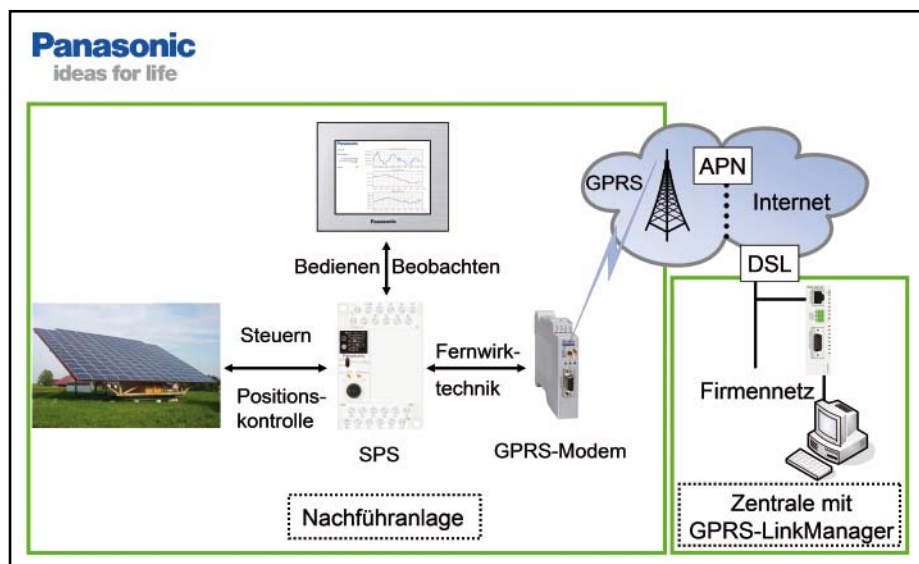 Panasonic
ideas for life
Panasonic
Panasonic
Bedienen
Beobachten
Steuern
Positions-
kontrolle
SPS
Fernwirk-
technik
GPRS-Modem
Nachführanlage
GPRS
APN
Internet
DSL
Firmennetz
Zentrale mit
GPRS-LinkManager